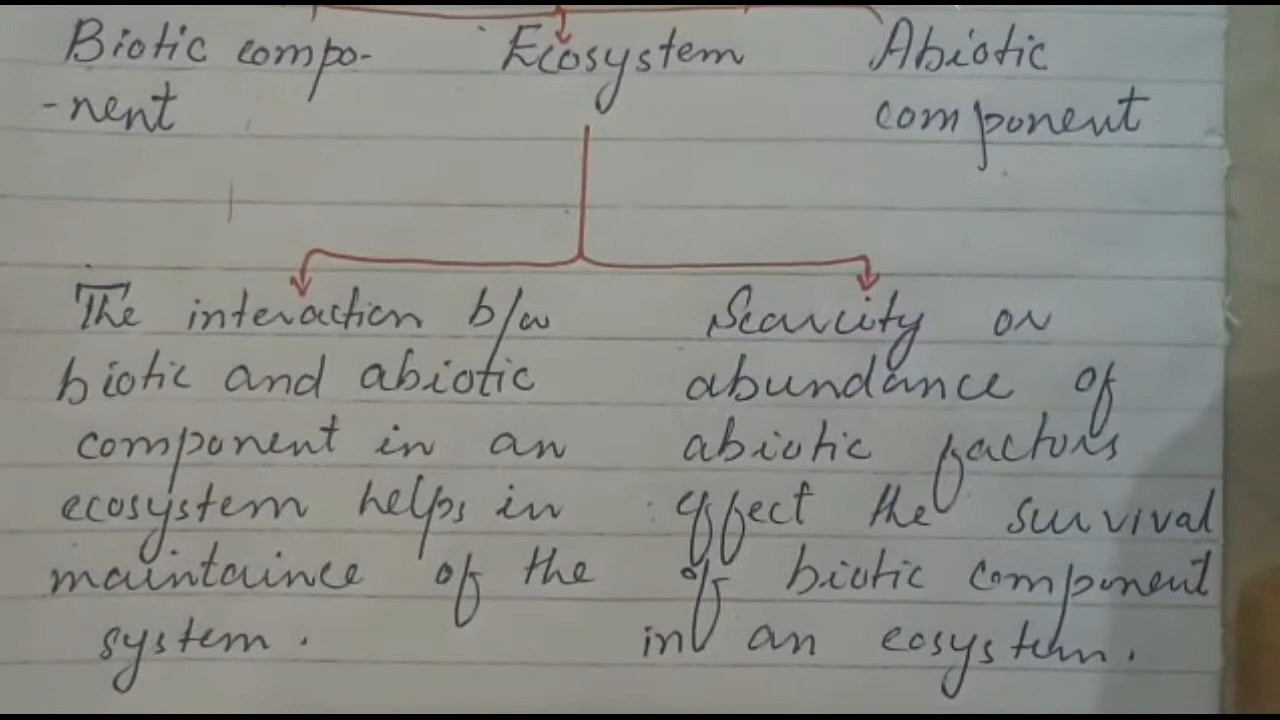 Biotic compo-
-nent
Ecosystem
Abiotic
component
The interaction b/w
biotic and abiotic
component in an
ecosystem helps in
maintaince of the
system.
Scarcity or
abundance of
abiotic factors
effect the survival
of biotic component
in an ecosystem.